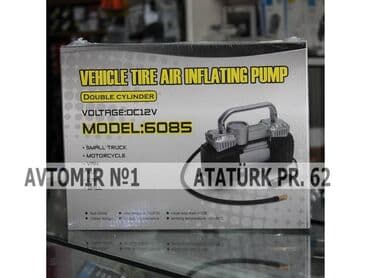 VEHICLE TIRE AIR INFLATING PUMP
DOUBLE CYLINDER
VOLTAGE:DC12V
MODEL:6085
• SMALL TRUCK
• MOTORCYCLE
AVTOMIR №1 ATATÜRK PR. 62